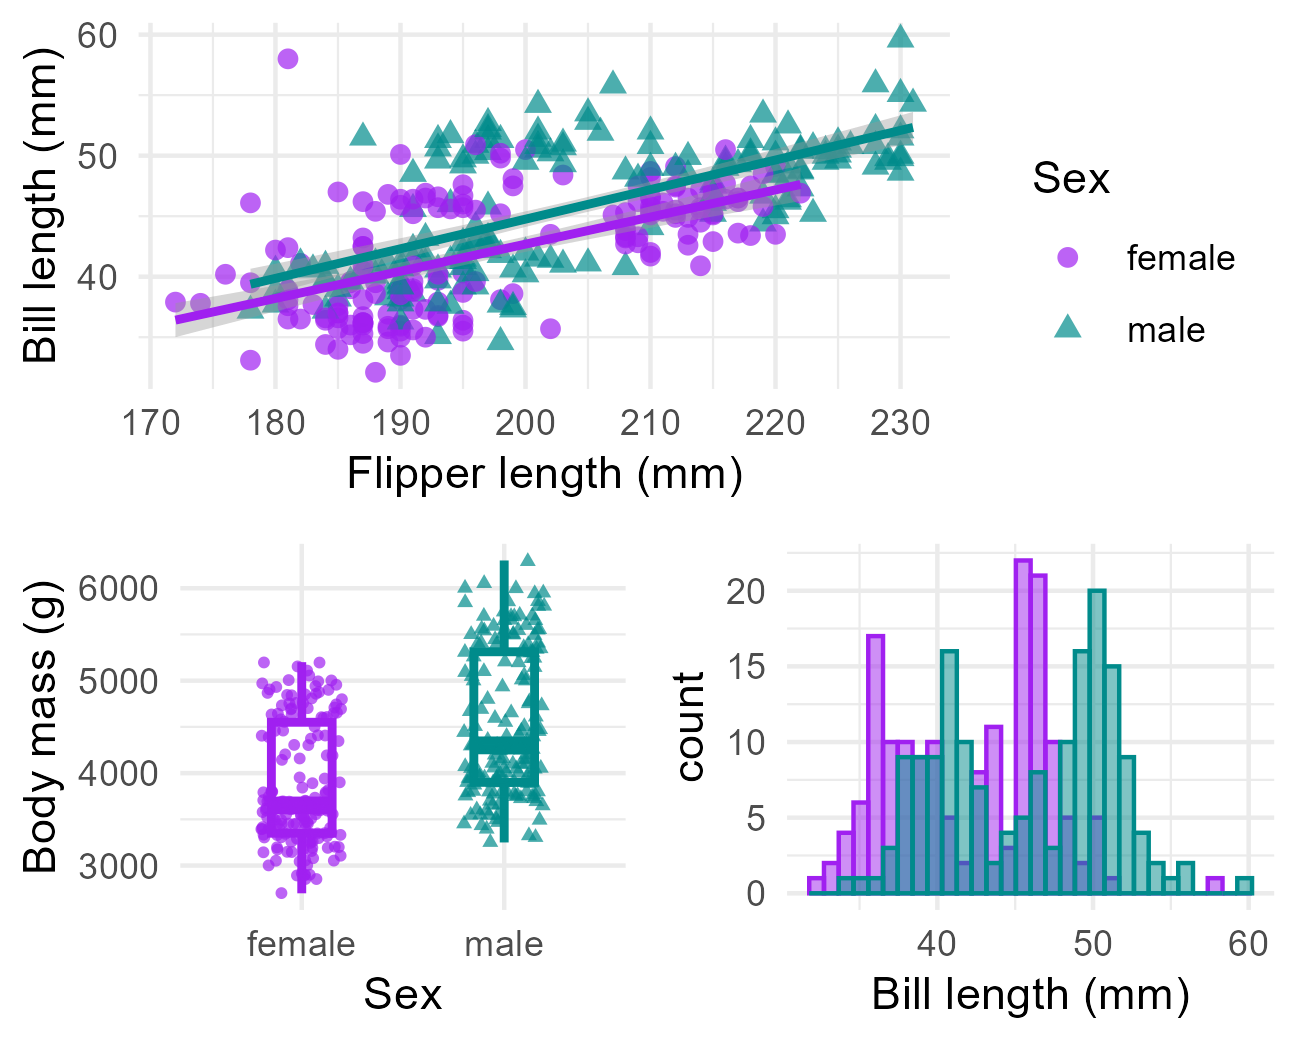 60
50
40
Bill length (mm)
170 180 190 200 210 220 230
Flipper length (mm)
Sex
female
male
6000
5000
4000
3000
Body mass (g)
female male
Sex
20
15
10
5
0
count
40 50 60
Bill length (mm)